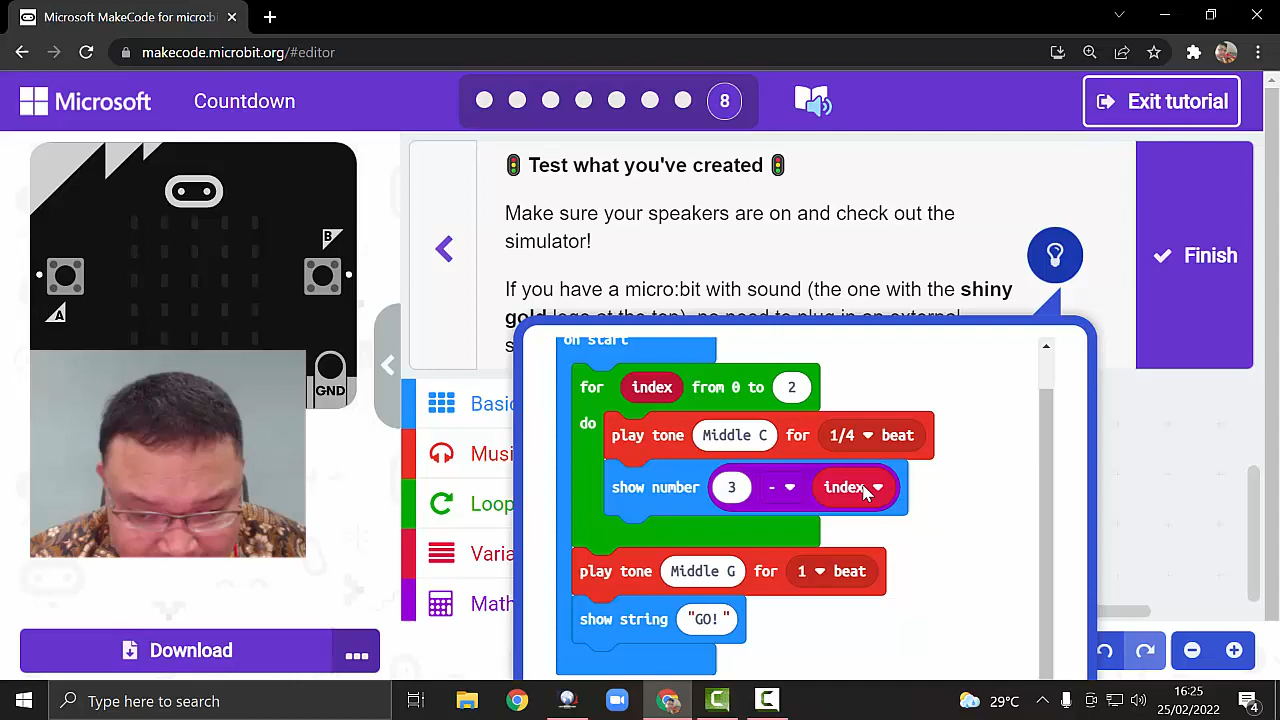 Microsoft MakeCode for micro:bi
makecode.microbit.org/#editor
Microsoft
Countdown
8
Exit tutorial
Test what you've created
Make sure your speakers are on and check out the
simulator!
If you have a micro:bit with sound (the one with the shiny
gold
Finish
B
A
GND
Basic
Musi
Loop
Varia
Math
on start
for index from 0 to 2
do
play tone Middle C for 1/4 beat
show number 3 - index
play tone Middle G for 1 beat
show string "GO!"
Download
...
Type here to search
29°C
16:25
25/02/2022
4